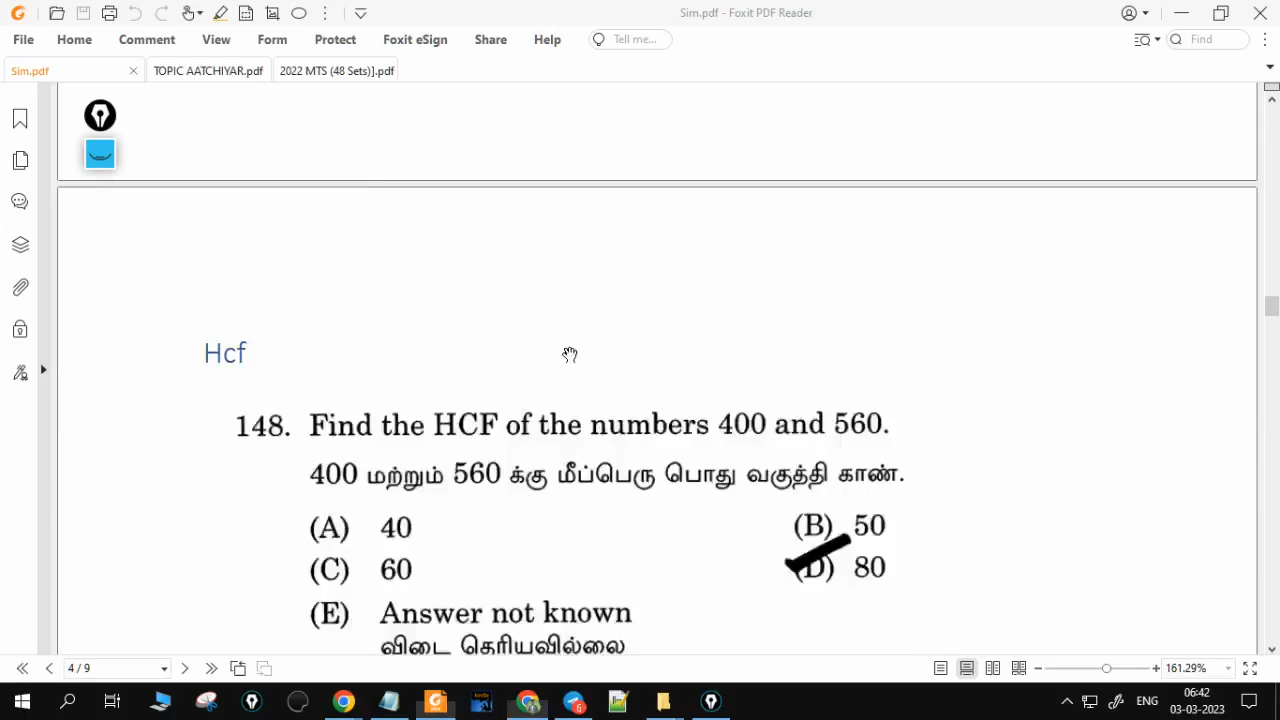 Sim.pdf - Foxit PDF Reader
File Home Comment View Form Protect Foxit eSign Share Help Tell me... Find
Sim.pdf TOPIC AATCHIYAR.pdf 2022 MTS (48 Sets)].pdf
Hcf
148. Find the HCF of the numbers 400 and 560.
400 மற்றும் 560 க்கு மீப்பெரு பொது வகுத்தி காண்.
(A) 40 (B) 50
(C) 60 (D) 80
(E) Answer not known
விடை தெரியவில்லை
4 / 9 161.29%
ENG 06:42
03-03-2023